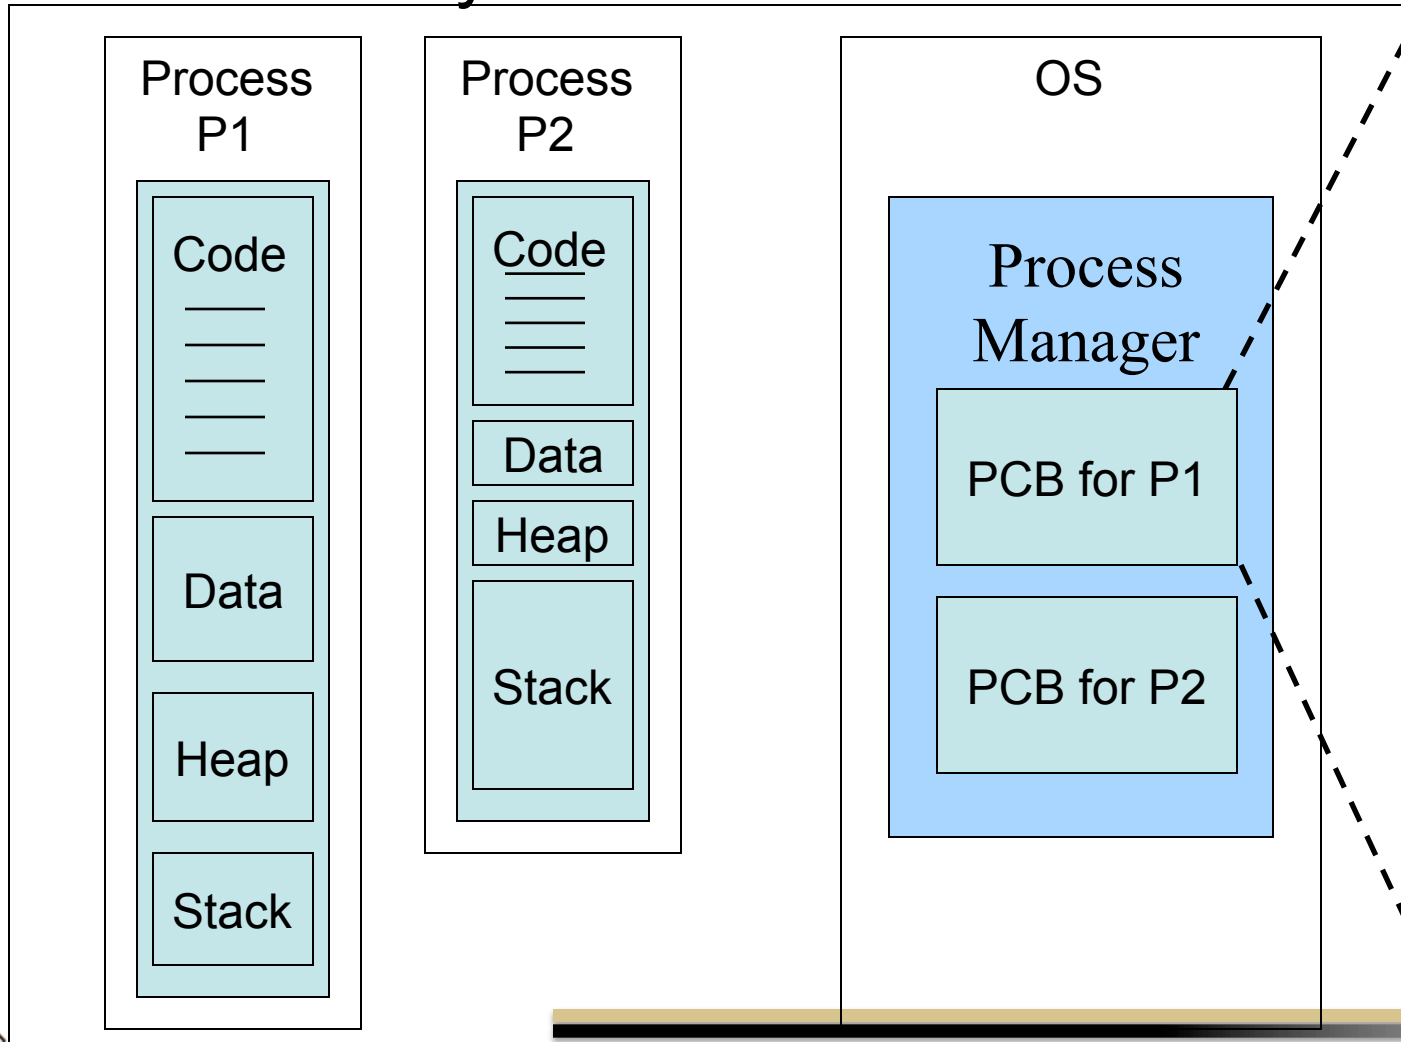 Process
P1
Code
Data
Heap
Stack
Process
P2
Code
Data
Heap
Stack
OS
Process
Manager
PCB for P1
PCB for P2